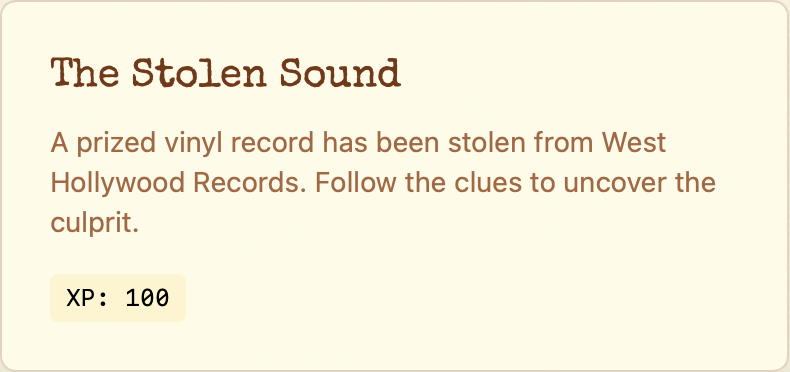 The Stolen Sound
A prized vinyl record has been stolen from West
Hollywood Records. Follow the clues to uncover the
culprit.
XP: 100